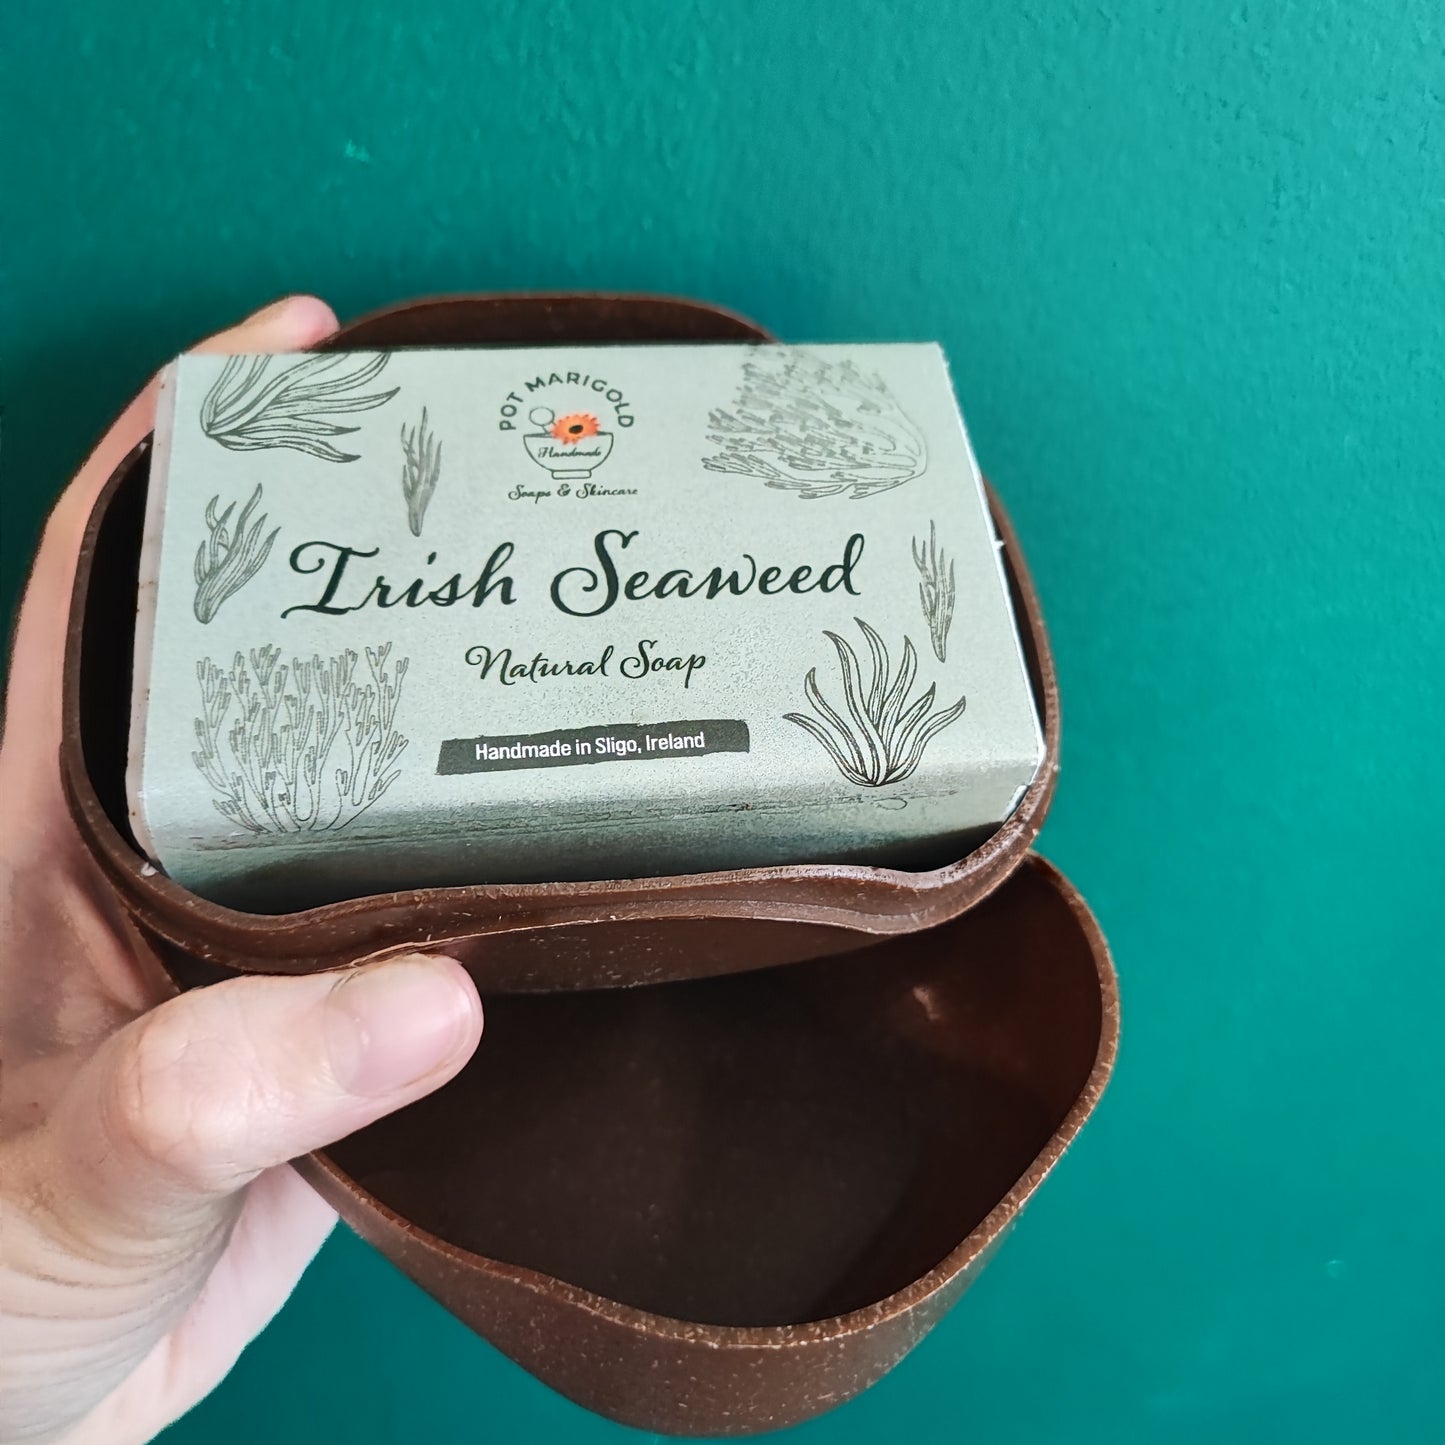 POT MARIGOLD
Handmade
Soaps & Skincare
Irish Seaweed
Natural Soap
Handmade in Sligo, Ireland